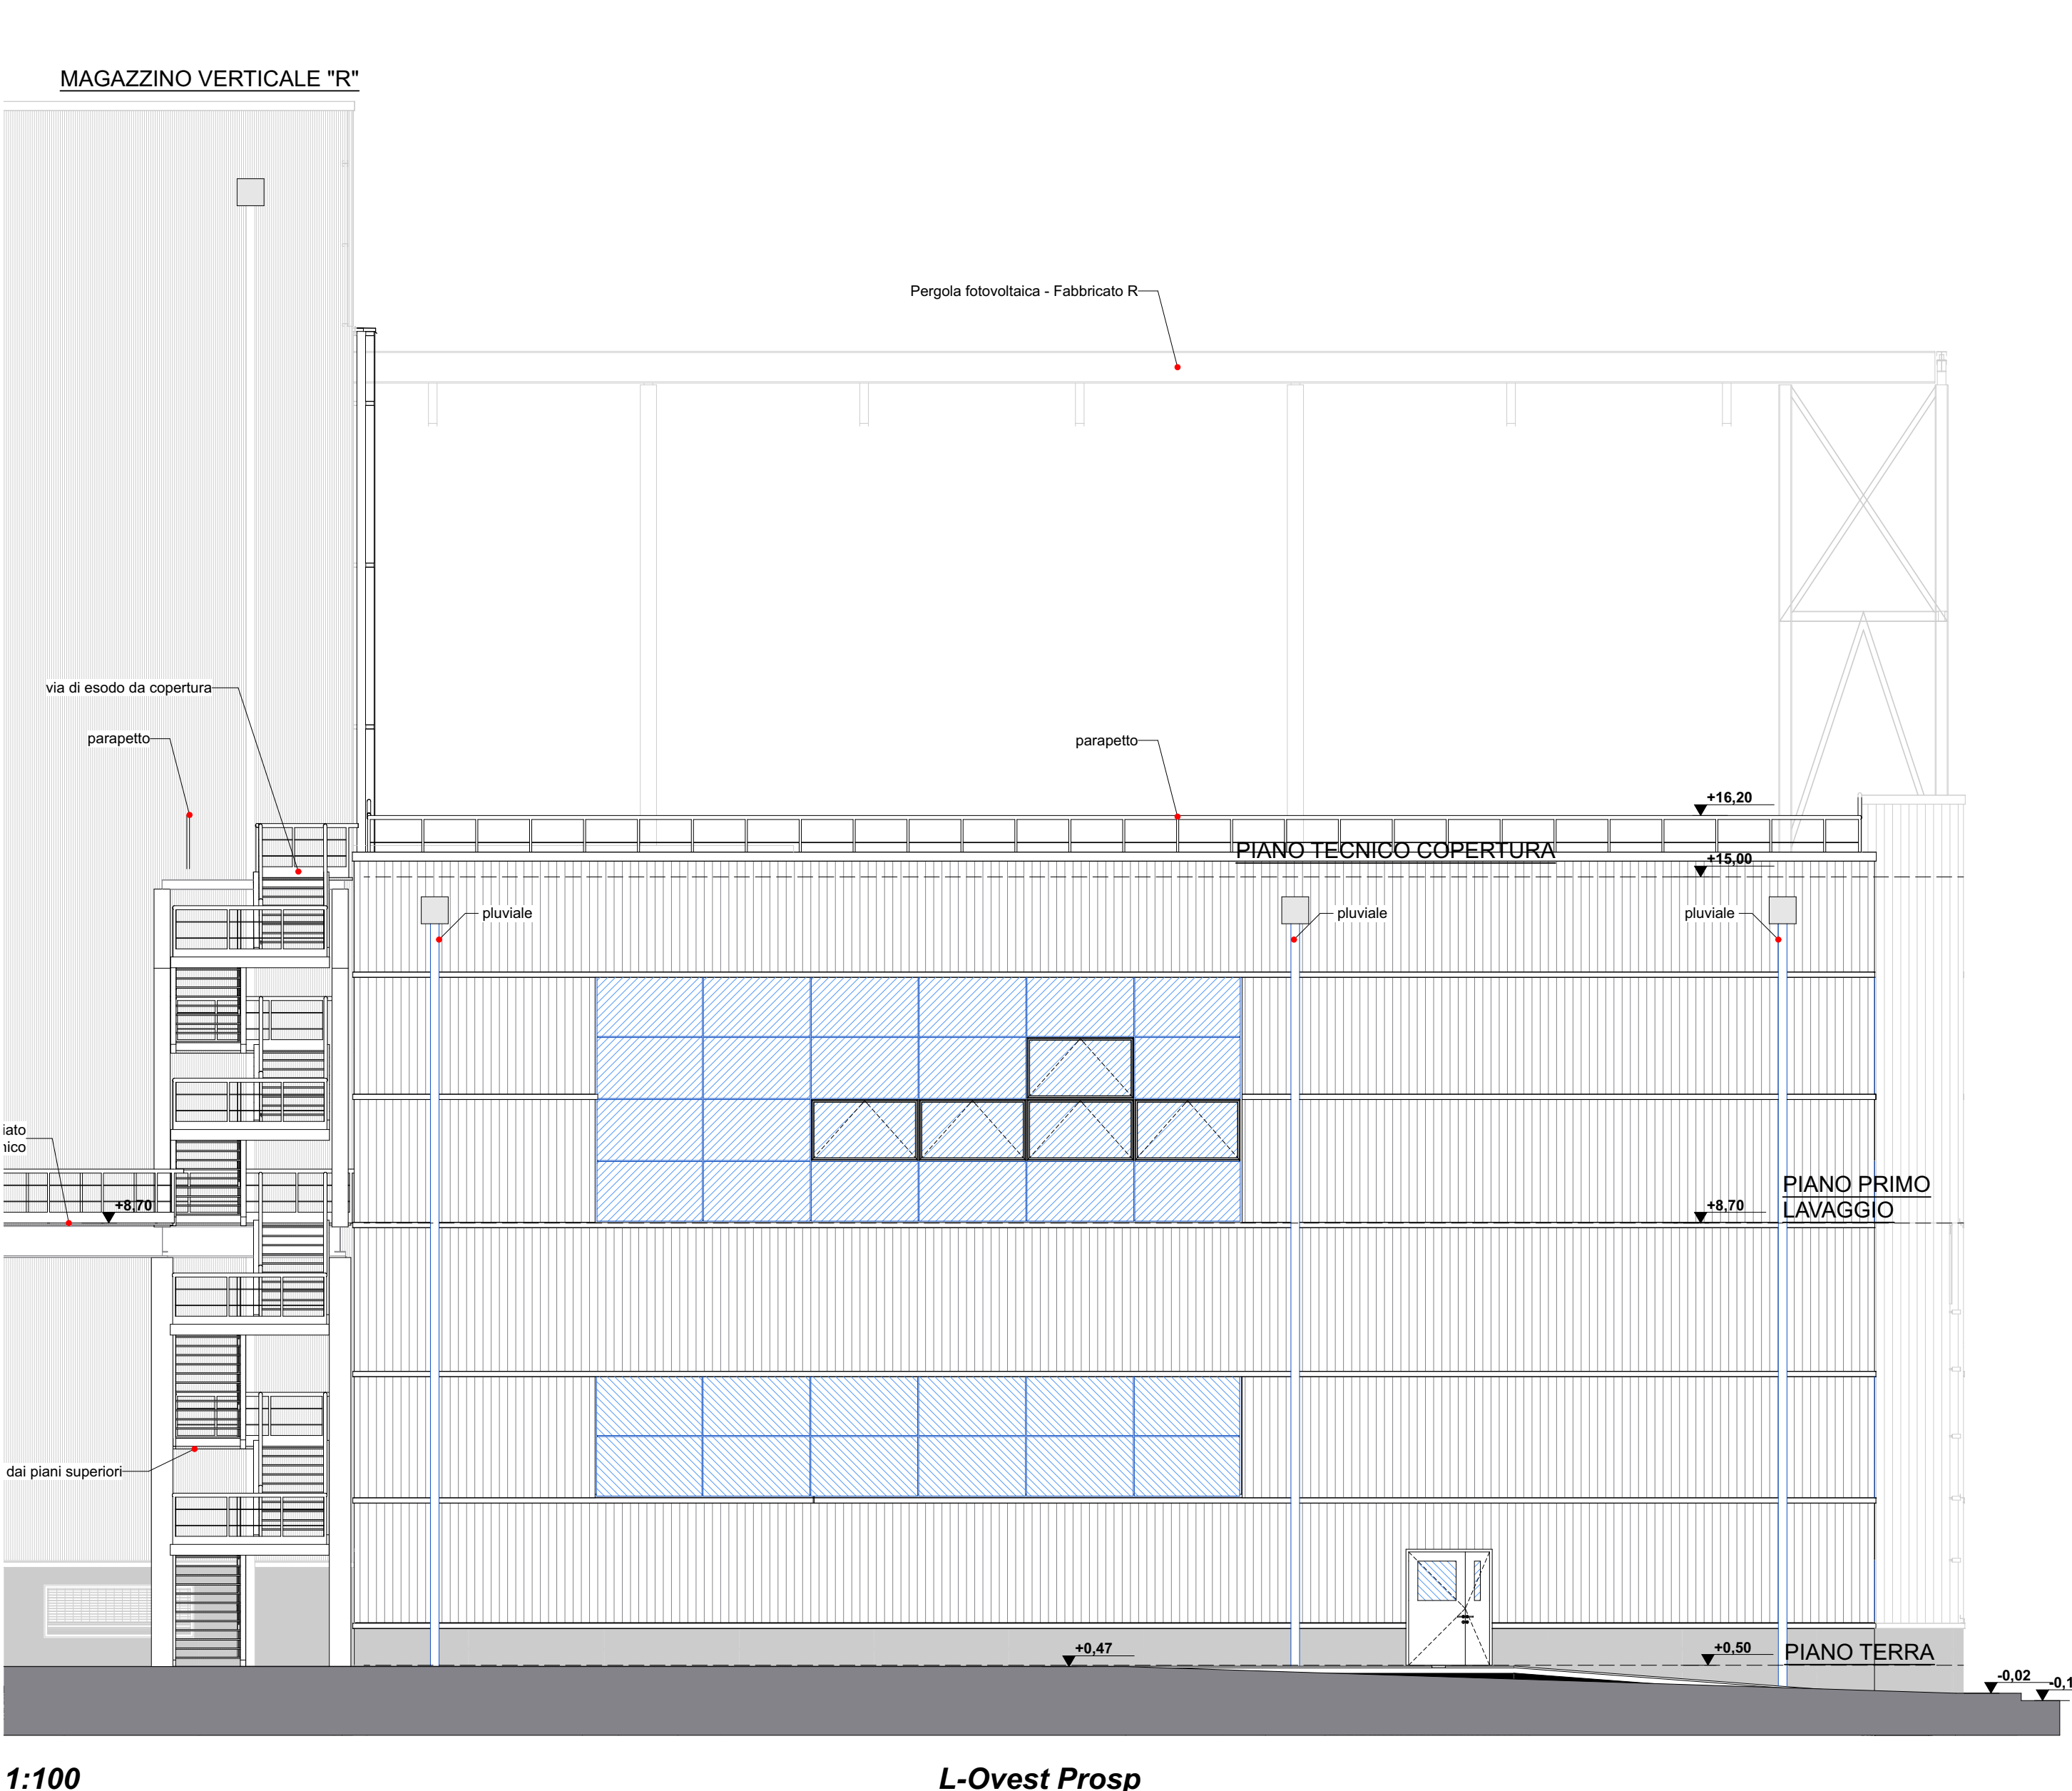 MAGAZZINO VERTICALE "R"
Pergola fotovoltaica - Fabbricato R
via di esodo da copertura
parapetto
parapetto
+16,20
PIANO TECNICO COPERTURA
+15,00
pluviale
pluviale
pluviale
iato
nico
+8,70
PIANO PRIMO
LAVAGGIO
+8,70
dai piani superiori
+0,47
+0,50
PIANO TERRA
-0,02
-0,1
1:100
L-Ovest Prosp